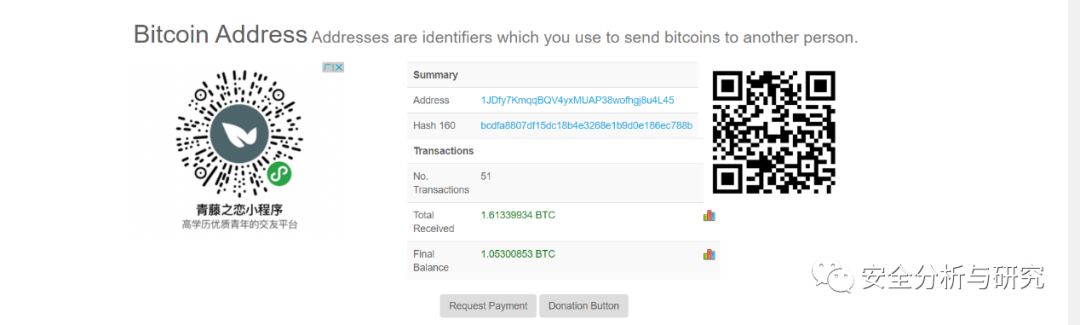 Bitcoin Address Addresses are identifiers which you use to send bitcoins to another person.
青藤之恋小程序
高学历优质青年的交友平台
Summary
Address 1JDfy7KmqqBQV4yxMUAP38wofhgj8u4L45
Hash 160 bcdfa8807df15dc18b4e3268e1b9d0e186ec788b
Transactions
No. Transactions 51
Total Received 1.61339934 BTC
Final Balance 1.05300853 BTC
Request Payment Donation Button
安全分析与研究